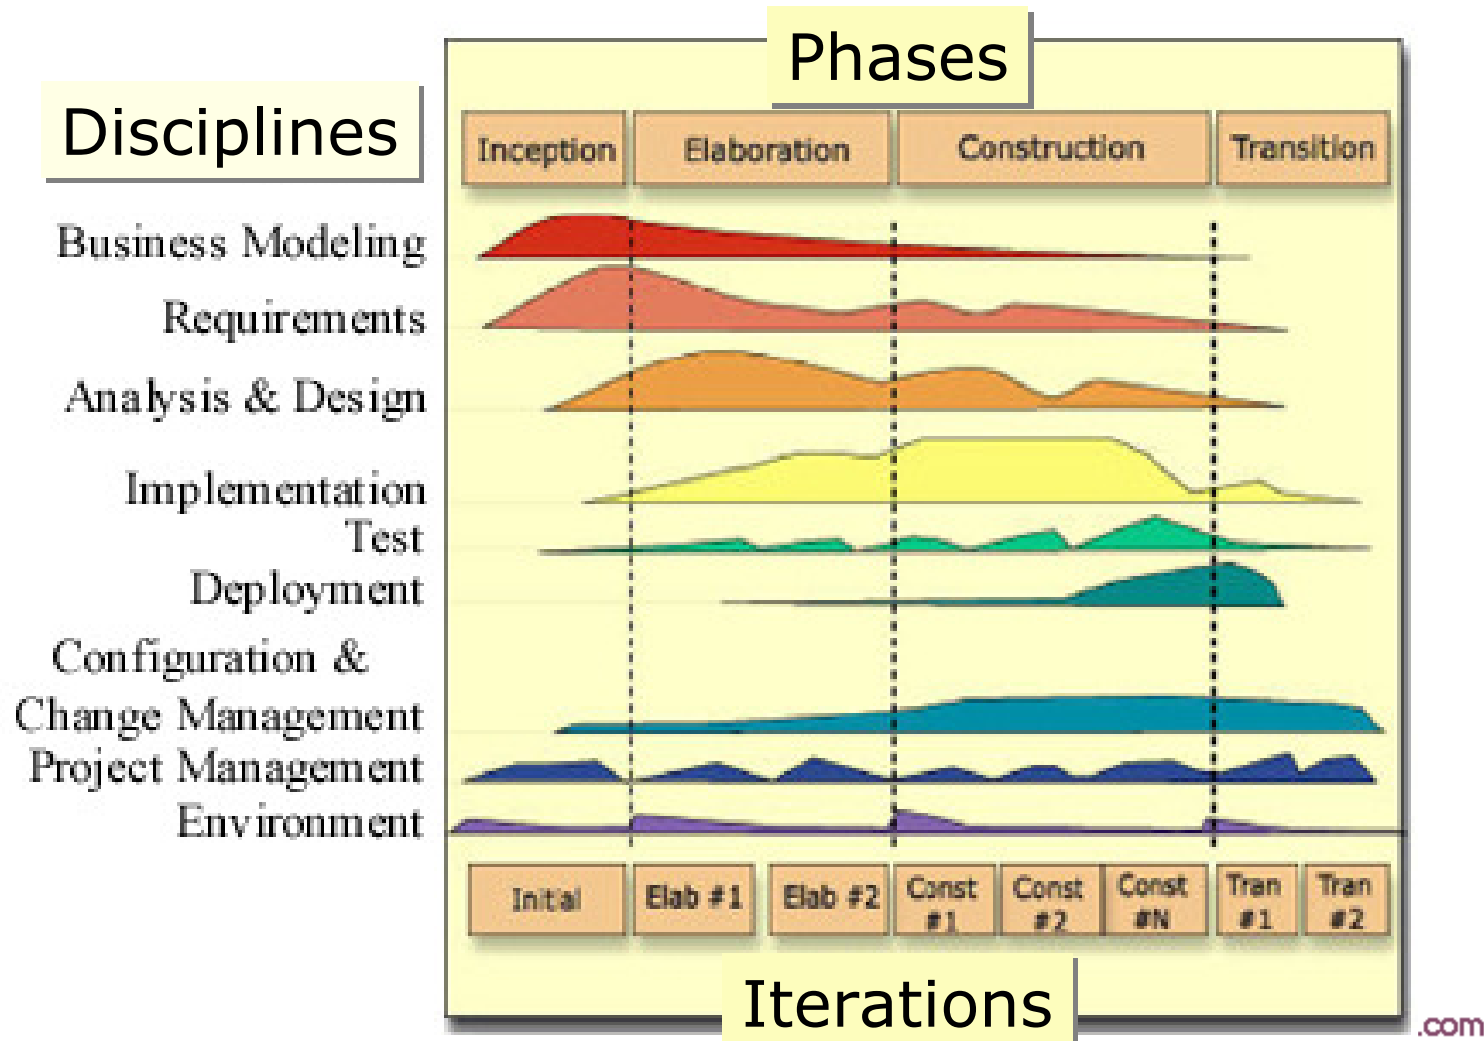 Phases
Disciplines
Inception Elaboration Construction Transition
Business Modeling
Requirements
Analysis & Design
Implementation
Test
Deployment
Configuration &
Change Management
Project Management
Environment
Initial Elab #1 Elab #2 Const #1 Const #2 Const #N Tran #1 Tran #2
Iterations
.com